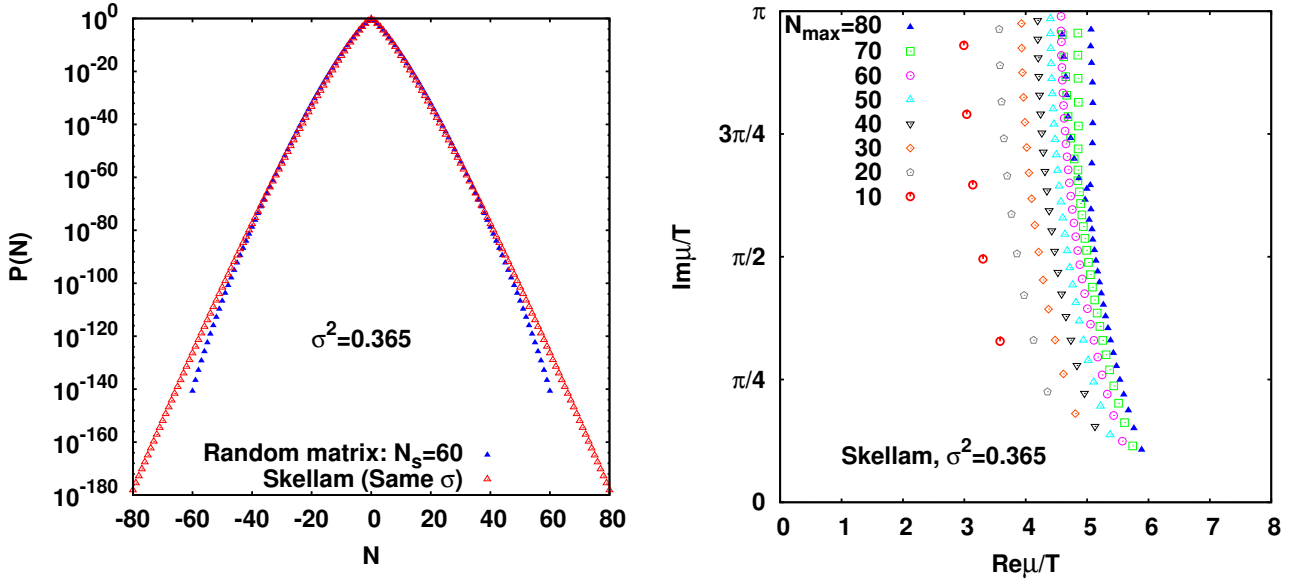 10^0
10^-20
10^-40
10^-60
10^-80
10^-100
10^-120
10^-140
10^-160
10^-180
P(N)
σ^2=0.365
Random matrix: N_s=60
Skellam (Same σ)
-80 -60 -40 -20 0 20 40 60 80
N
π
3π/4
π/2
π/4
0
Imμ/T
N_max=80
70
60
50
40
30
20
10
Skellam, σ^2=0.365
0 1 2 3 4 5 6 7 8
Reμ/T